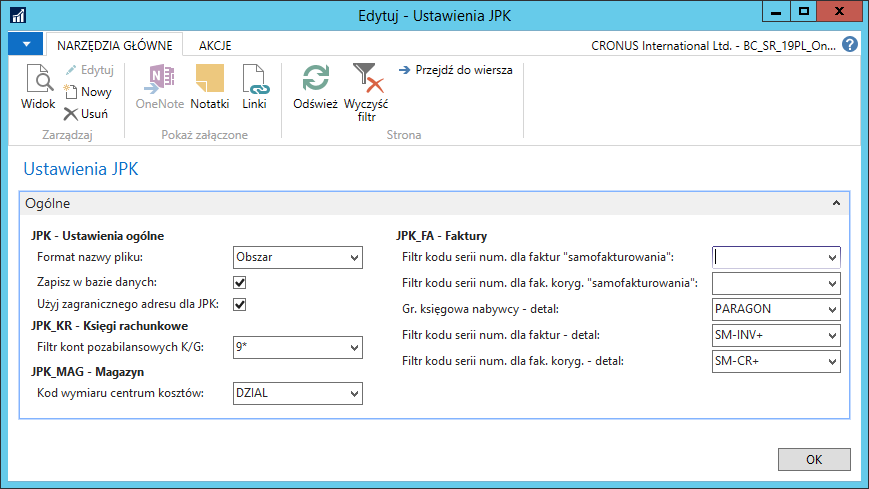 Edytuj - Ustawienia JPK
NARZĘDZIA GŁÓWNE
AKCJE
CRONUS International Ltd. - BC_SR_19PL_On...
Widok
Edytuj
Nowy
Usuń
Zarządzaj
OneNote
Notatki
Linki
Pokaż załączone
Odśwież
Wyczyść
filtr
Przejdź do wiersza
Strona
Ustawienia JPK
Ogólne
JPK - Ustawienia ogólne
Format nazwy pliku: Obszar
Zapisz w bazie danych:
Użyj zagranicznego adresu dla JPK:
JPK_KR - Księgi rachunkowe
Filtr kont pozabilansowych K/G: 9*
JPK_MAG - Magazyn
Kod wymiaru centrum kosztów: DZIAL
JPK_FA - Faktury
Filtr kodu serii num. dla faktur "samofakturowania":
Filtr kodu serii num. dla fak. koryg. "samofakturowania":
Gr. księgowa nabywcy - detal: PARAGON
Filtr kodu serii num. dla faktur - detal: SM-INV+
Filtr kodu serii num. dla fak. koryg. - detal: SM-CR+
OK